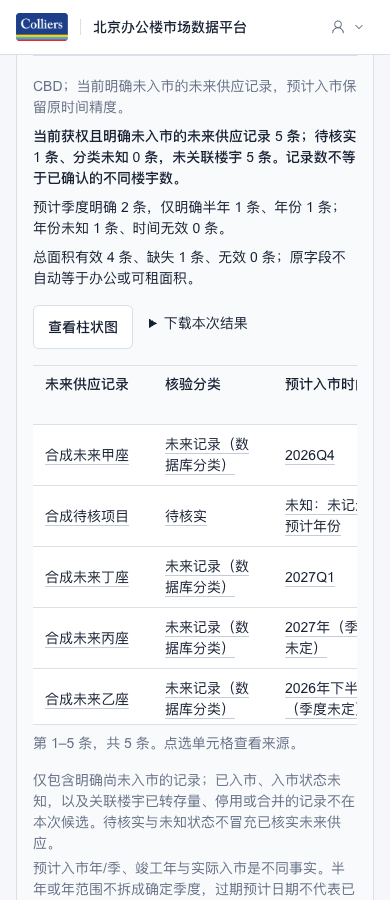 Colliers
北京办公楼市场数据平台
CBD；当前明确未入市的未来供应记录，预计入市保
留原时间精度。
当前获权且明确未入市的未来供应记录 5 条；待核实
1 条、分类未知 0 条，未关联楼宇 5 条。记录数不等
于已确认的不同楼宇数。
预计季度明确 2 条，仅明确半年 1 条、年份 1 条；
年份未知 1 条、时间无效 0 条。
总面积有效 4 条、缺失 1 条、无效 0 条；原字段不
自动等于办公或可租面积。
查看柱状图
▶ 下载本次结果
未来供应记录 核验分类 预计入市时
合成未来甲座 未来记录（数
据库分类） 2026Q4
合成待核项目 待核实 未知：未记
预计年份
合成未来丁座 未来记录（数
据库分类） 2027Q1
合成未来丙座 未来记录（数
据库分类） 2027年（季
未定）
合成未来乙座 未来记录（数
据库分类） 2026年下半
（季度未定
第 1–5 条，共 5 条。点选单元格查看来源。
仅包含明确尚未入市的记录；已入市、入市状态未
知，以及关联楼宇已转存量、停用或合并的记录不在
本次候选。待核实与未知状态不冒充已核实未来供
应。
预计入市年/季、竣工年与实际入市是不同事实。半
年或年范围不拆成确定季度，过期预计日期不代表已